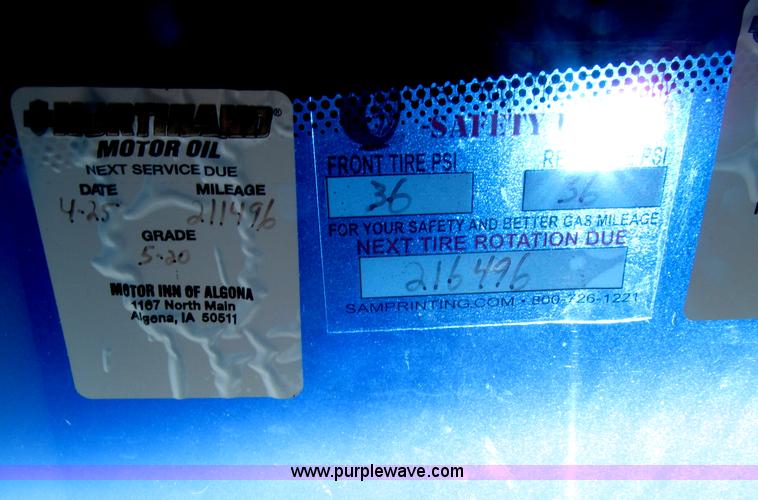 MOTOR OIL
NEXT SERVICE DUE
DATE MILEAGE
4-25 211496
GRADE
5-20
MOTOR INN OF ALGONA
1167 North Main
Algona, IA 50511
-SAFETY
FRONT TIRE PSI
PSI
36 36
FOR YOUR SAFETY AND BETTER GAS MILEAGE
NEXT TIRE ROTATION DUE
216496
SAMPRINTING.COM • 800-726-1221
www.purplewave.com